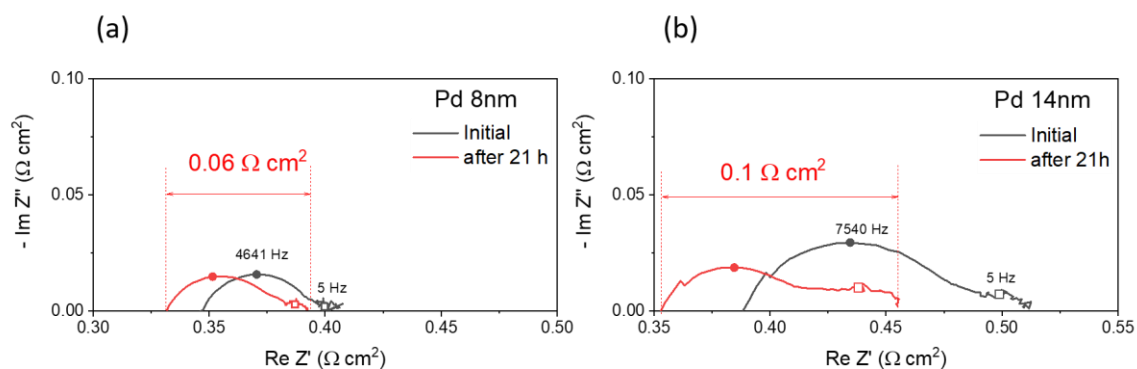 (a)
Pd 8nm
Initial
after 21 h
0.06 Ω cm²
4641 Hz
5 Hz
0.10
0.05
0.00
- Im Z" (Ω cm²)
0.30
0.35
0.40
0.45
0.50
Re Z' (Ω cm²)
(b)
Pd 14nm
Initial
after 21h
0.1 Ω cm²
7540 Hz
5 Hz
0.10
0.05
0.00
- Im Z" (Ω cm²)
0.35
0.40
0.45
0.50
0.55
Re Z' (Ω cm²)